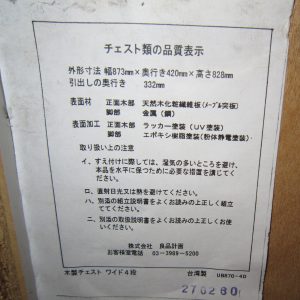 チェスト類の品質表示
外形寸法 幅873mm×奥行き420mm×高さ828mm
引出しの奥行き 332mm
表面材 正面木部 天然木化粧繊維板(メープル突板)
脚部 金属(鋼)
表面加工 正面木部 ラッカー塗装(UV塗装)
脚部 エポキシ樹脂塗装(粉体静電塗装)
取り扱い上の注意
イ、すえ付けに際しては、湿気の多いところを避け、
本品を水平に保つために必要な措置を講じてく
ださい。
ロ、直射日光又は熱を避けてください。
ハ、別添の組立説明書をよくお読みの上正しく組立
ててください。
ニ、別添の取扱説明書をよくお読みの上正しくお使
いください。
株式会社 良品計画
お客様室電話 03-3989-5200
木製チェスト ワイド4段 台湾製 UB870-4D
270260